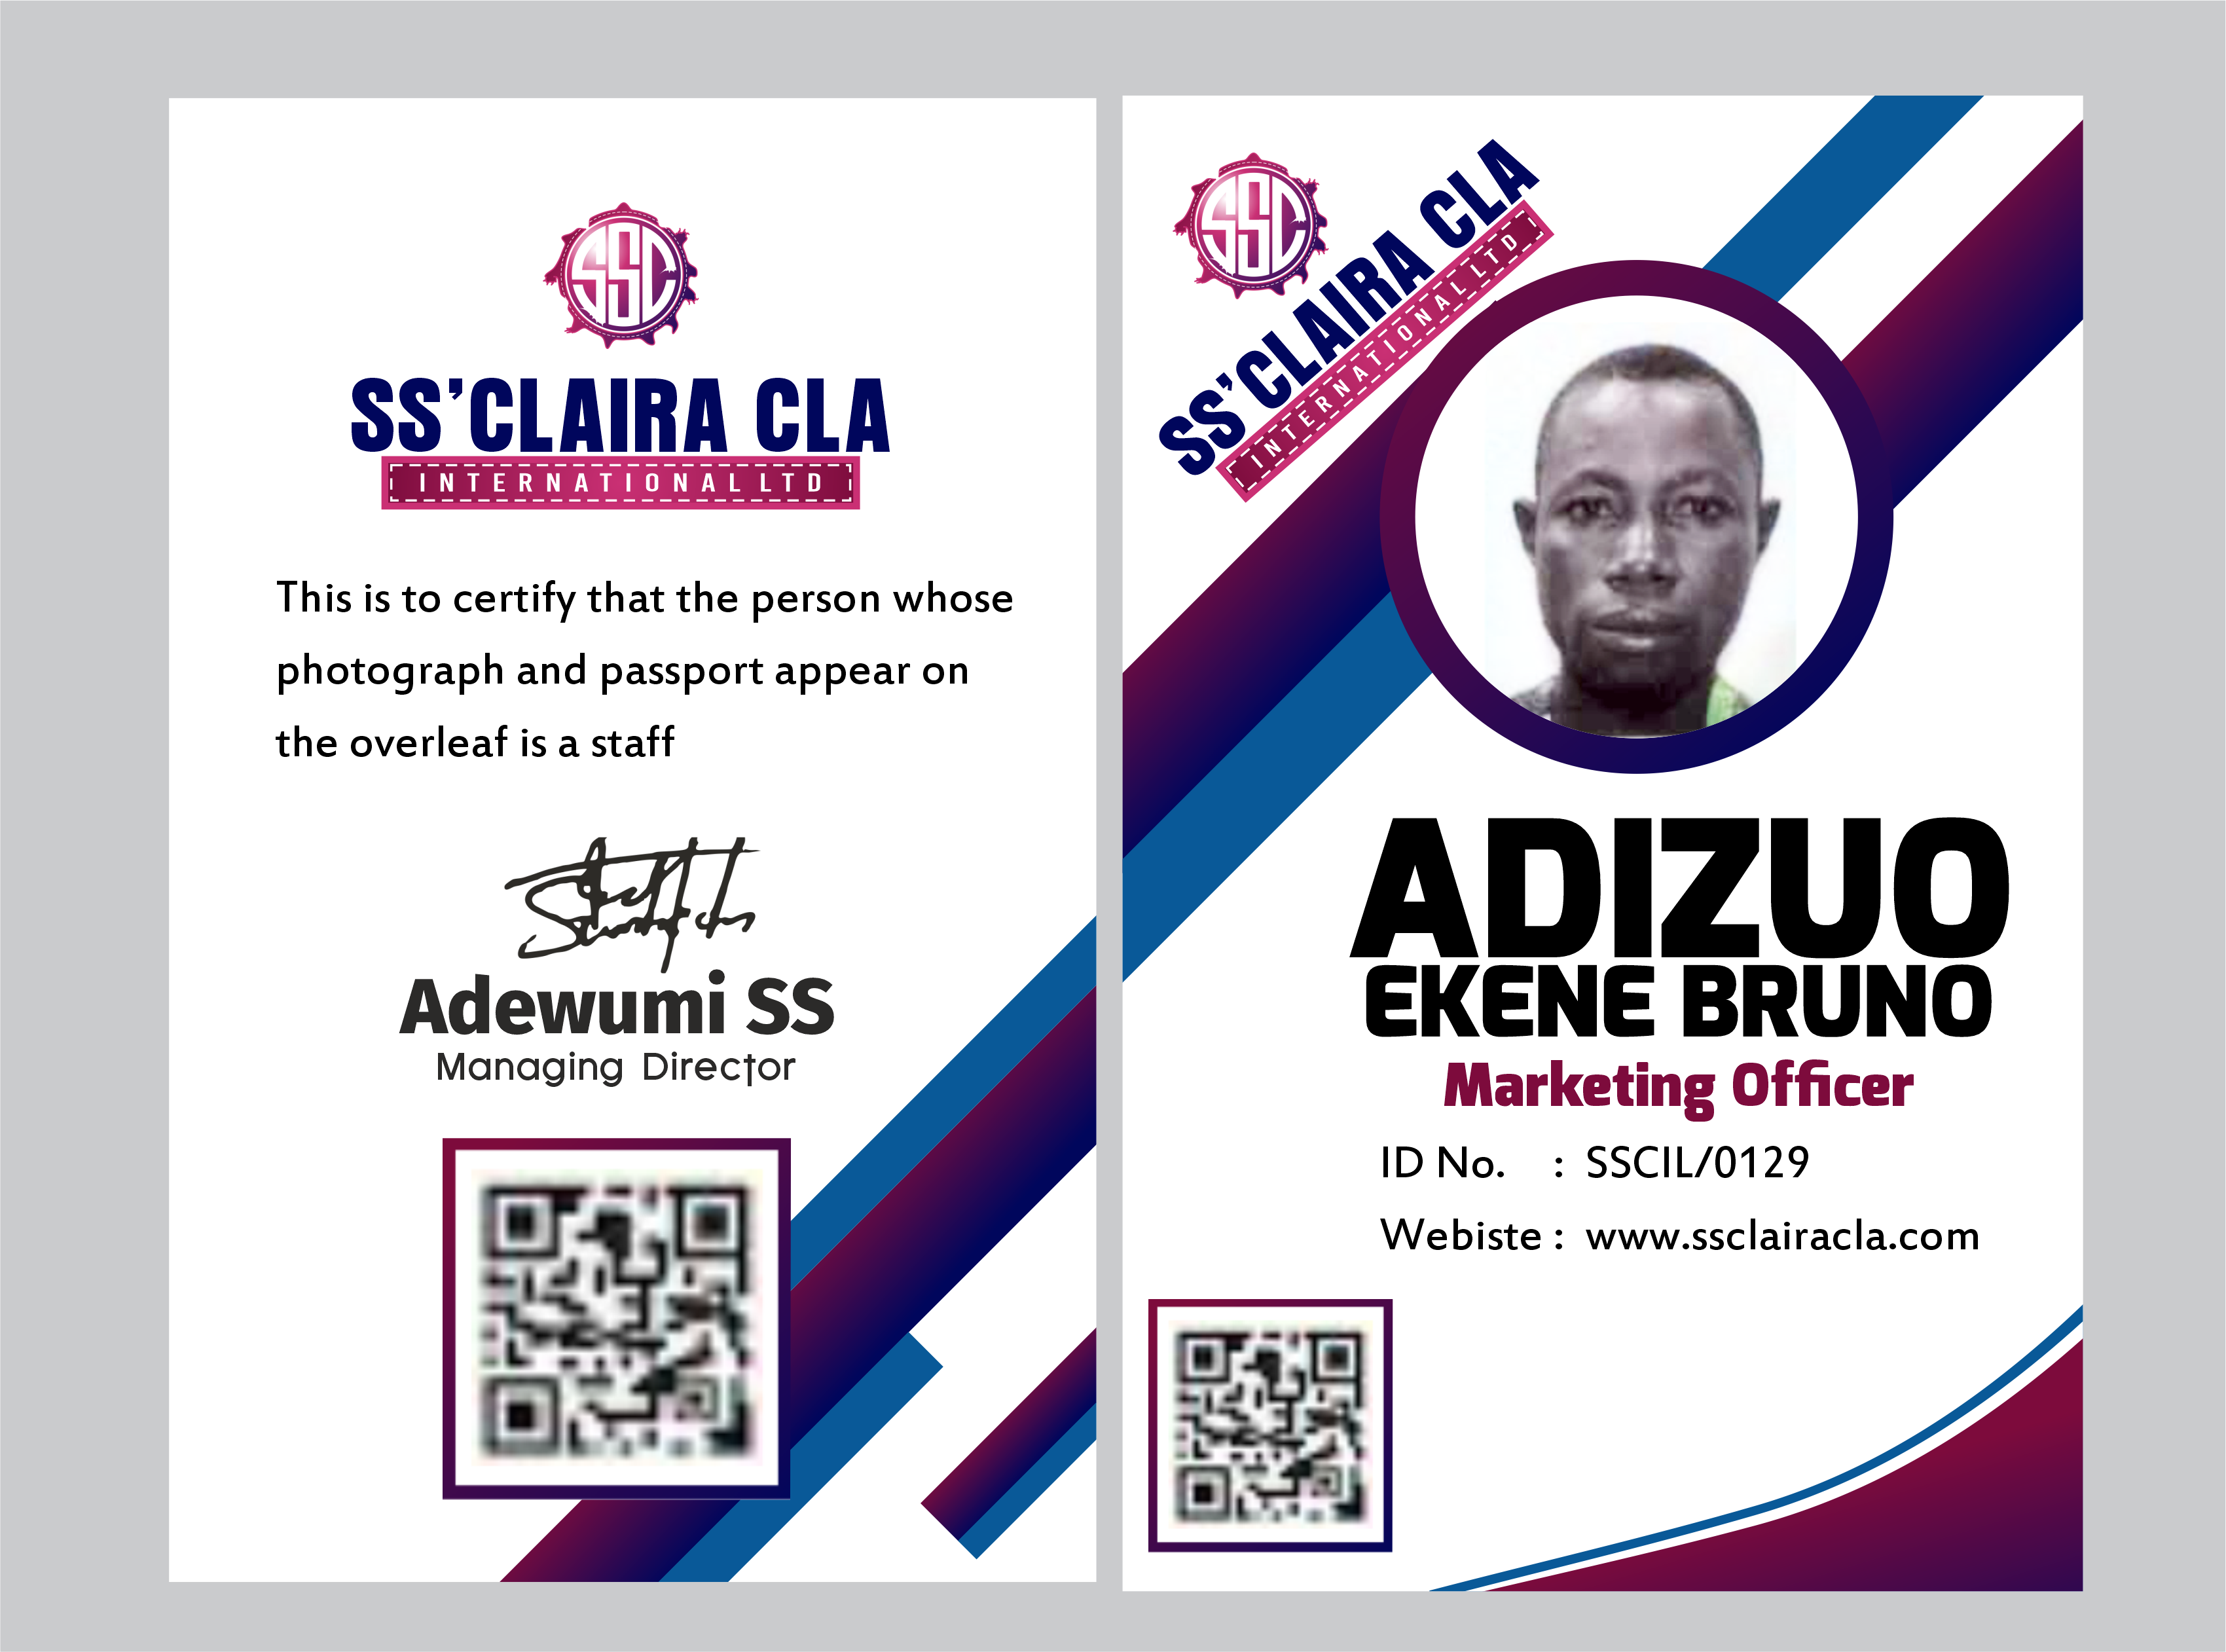 SSC
SS'CLAIRA CLA
INTERNATIONAL LTD
This is to certify that the person whose
photograph and passport appear on
the overleaf is a staff
Adewumi SS
Managing Director
SSC
SS'CLAIRA CLA
INTERNATIONAL LTD
ADIZUO
EKENE BRUNO
Marketing Officer
ID No. : SSCIL/0129
Webiste : www.ssclairacla.com